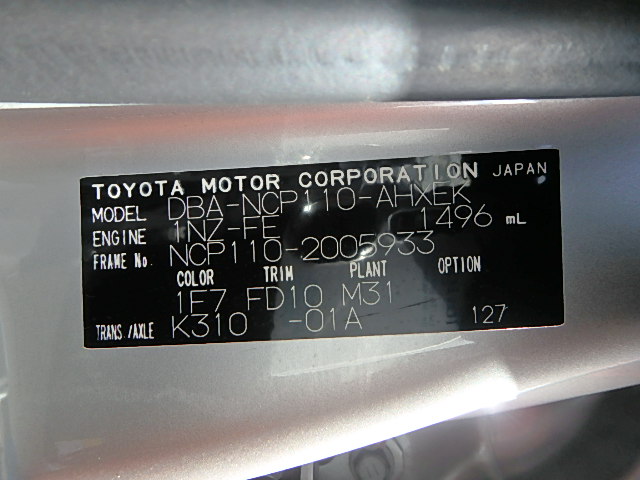 TOYOTA MOTOR CORPORATION JAPAN
MODEL DBA-NCP110-AHXEK
ENGINE 1NZ-FE 1496 mL
FRAME No. NCP110-2005933
COLOR TRIM PLANT OPTION
1E7 FD10 M31
TRANS./AXLE K310 -01A 127